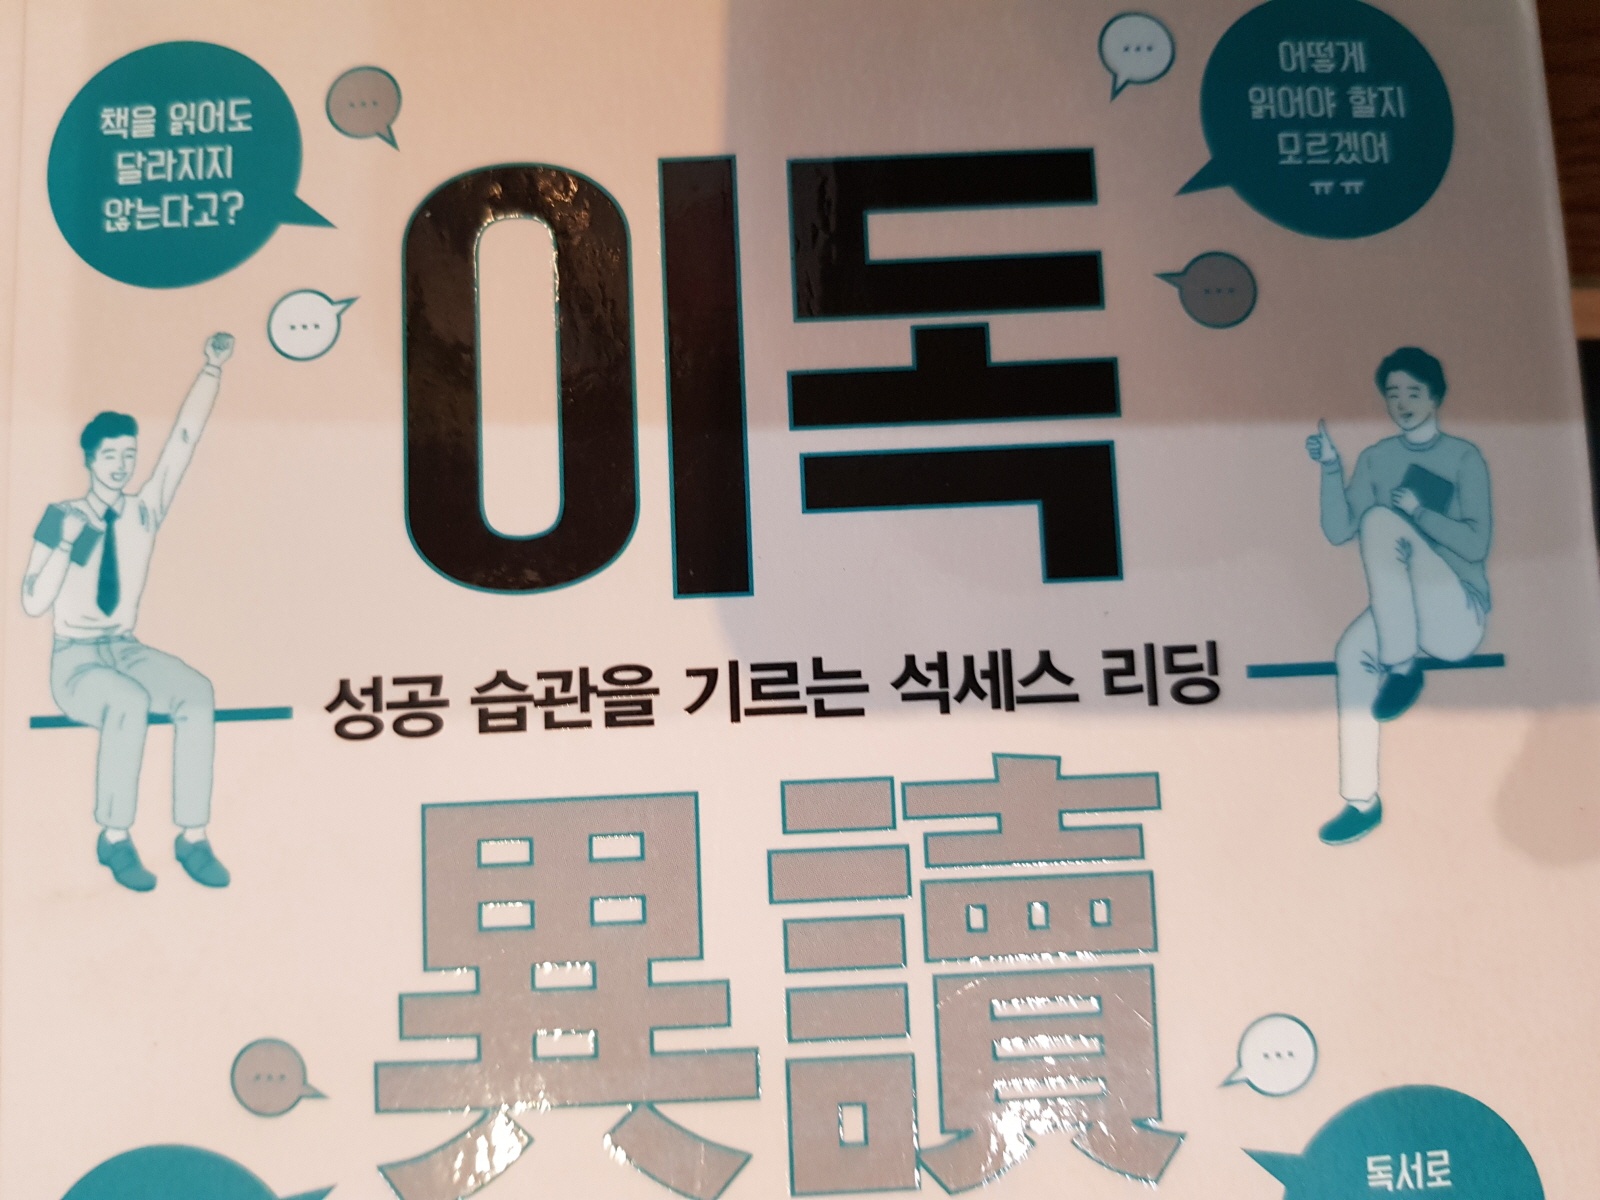 책을 읽어도
달라지지
않는다고?
어떻게
읽어야 할지
모르겠어
ㅠㅠ
이독
성공 습관을 기르는 석세스 리딩
異讀
독서로